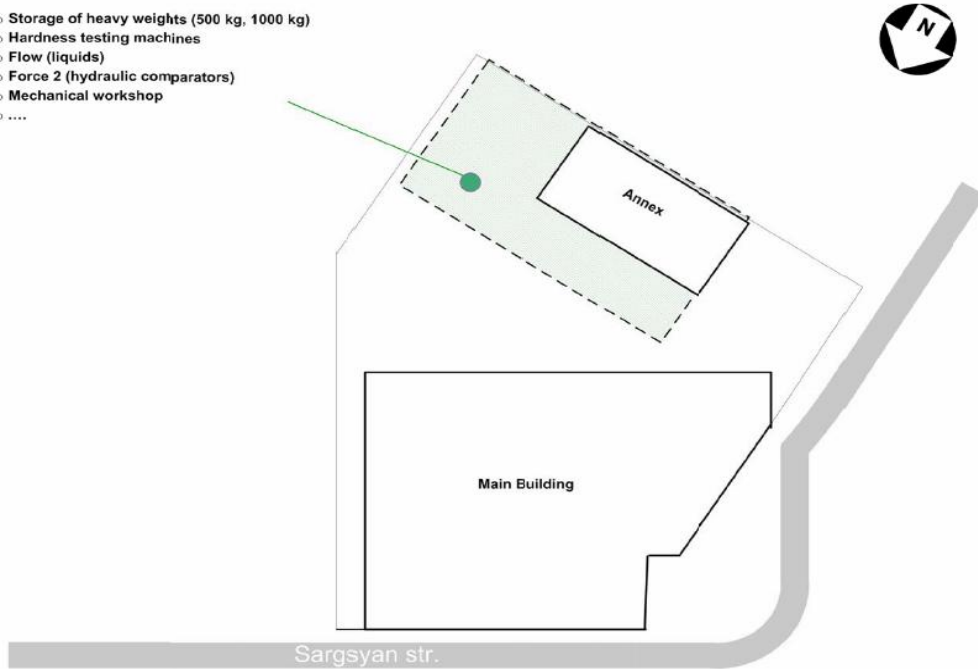 Storage of heavy weights (500 kg, 1000 kg)
Hardness testing machines
Flow (liquids)
Force 2 (hydraulic comparators)
Mechanical workshop
....
N
Annex
Main Building
Sargsyan str.